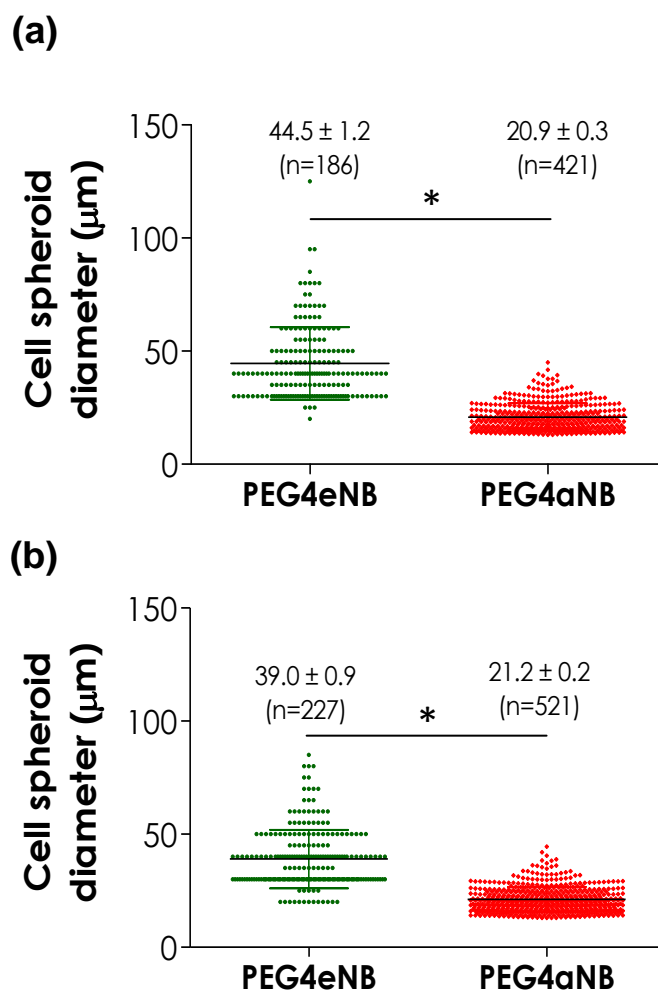 (a)
Cell spheroid
diameter (μm)
150
100
50
0
44.5 ± 1.2
(n=186)
20.9 ± 0.3
(n=421)
*
PEG4eNB
PEG4aNB
(b)
Cell spheroid
diameter (μm)
150
100
50
0
39.0 ± 0.9
(n=227)
21.2 ± 0.2
(n=521)
*
PEG4eNB
PEG4aNB